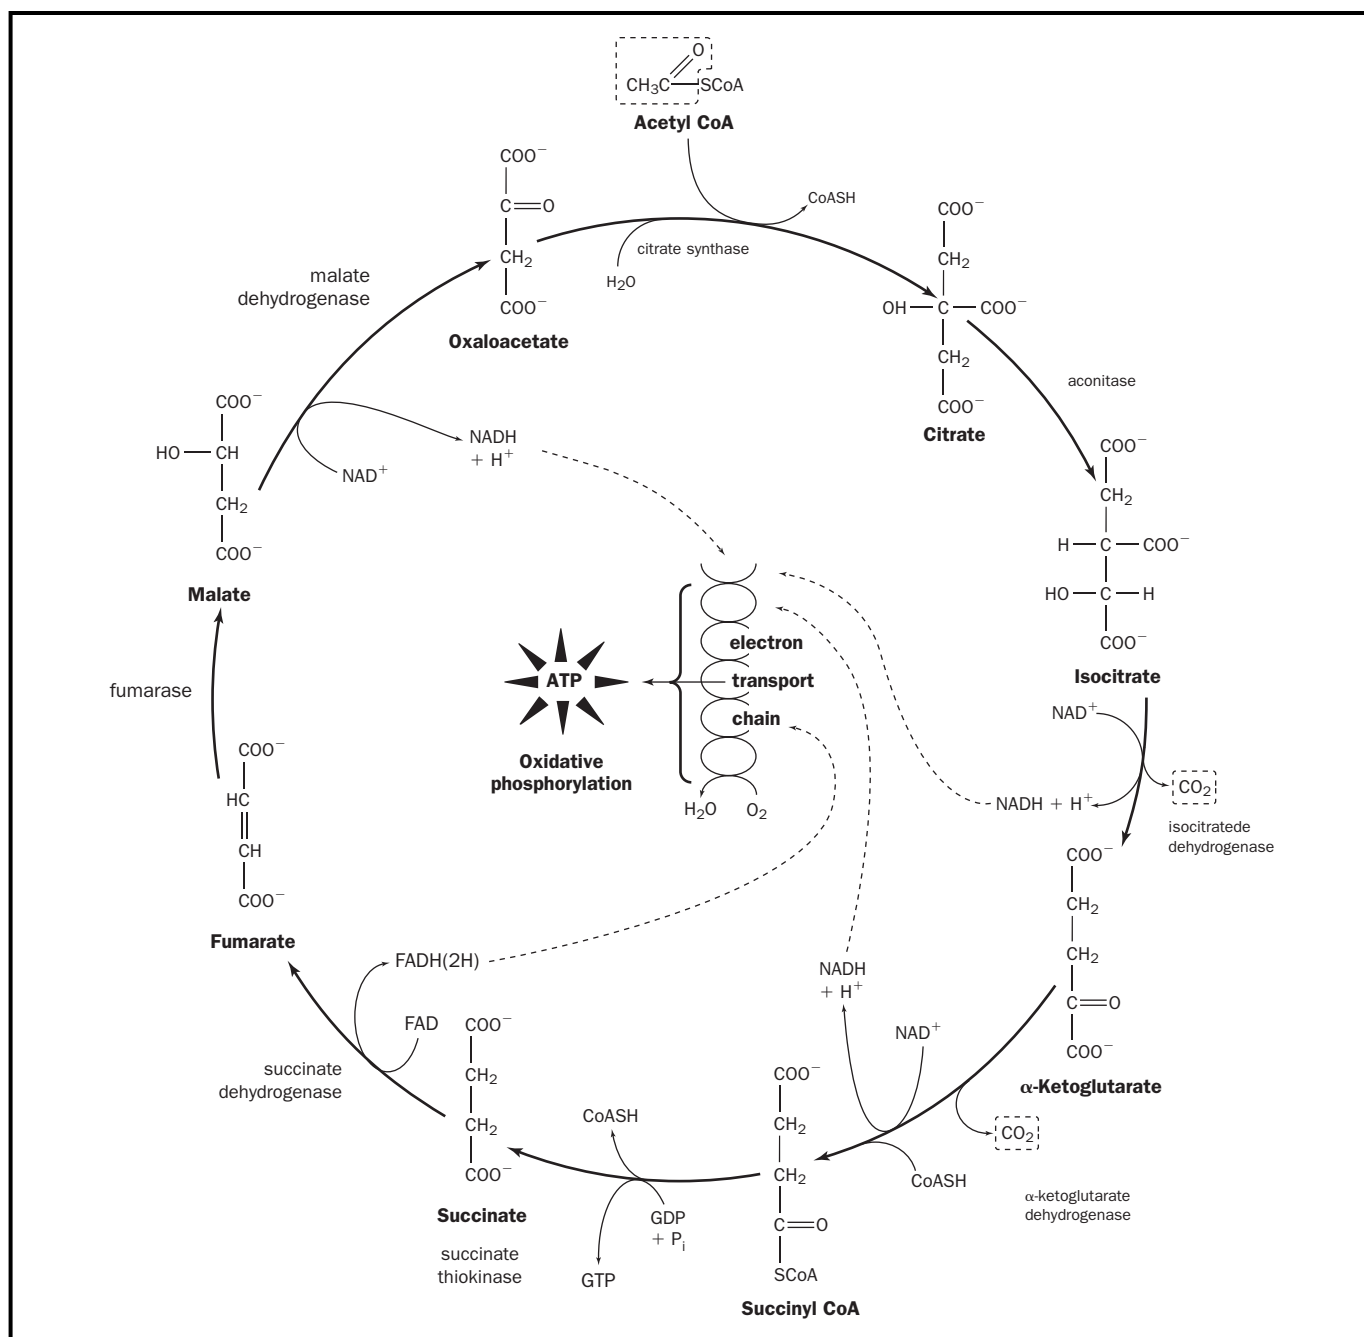 O
CH₃C SCoA
Acetyl CoA
COO⁻
C O
CH₂
COO⁻
Oxaloacetate
CoASH
citrate synthase
H₂O
malate
dehydrogenase
COO⁻
CH₂
OH C COO⁻
CH₂
COO⁻
Citrate
aconitase
COO⁻
HO CH
CH₂
COO⁻
Malate
NADH
+ H⁺
NAD⁺
COO⁻
CH₂
H C COO⁻
HO C H
COO⁻
Isocitrate
fumarase
electron
transport
chain
ATP
Oxidative
phosphorylation
H₂O O₂
NAD⁺
CO₂
NADH + H⁺
isocitratede
dehydrogenase
COO⁻
HC
CH
COO⁻
Fumarate
COO⁻
CH₂
CH₂
C O
COO⁻
α-Ketoglutarate
FADH(2H)
FAD
succinate
dehydrogenase
NADH
+ H⁺
NAD⁺
CO₂
CoASH
α-ketoglutarate
dehydrogenase
COO⁻
CH₂
CH₂
COO⁻
Succinate
succinate
thiokinase
CoASH
GDP
+ Pᵢ
GTP
COO⁻
CH₂
CH₂
C O
SCoA
Succinyl CoA